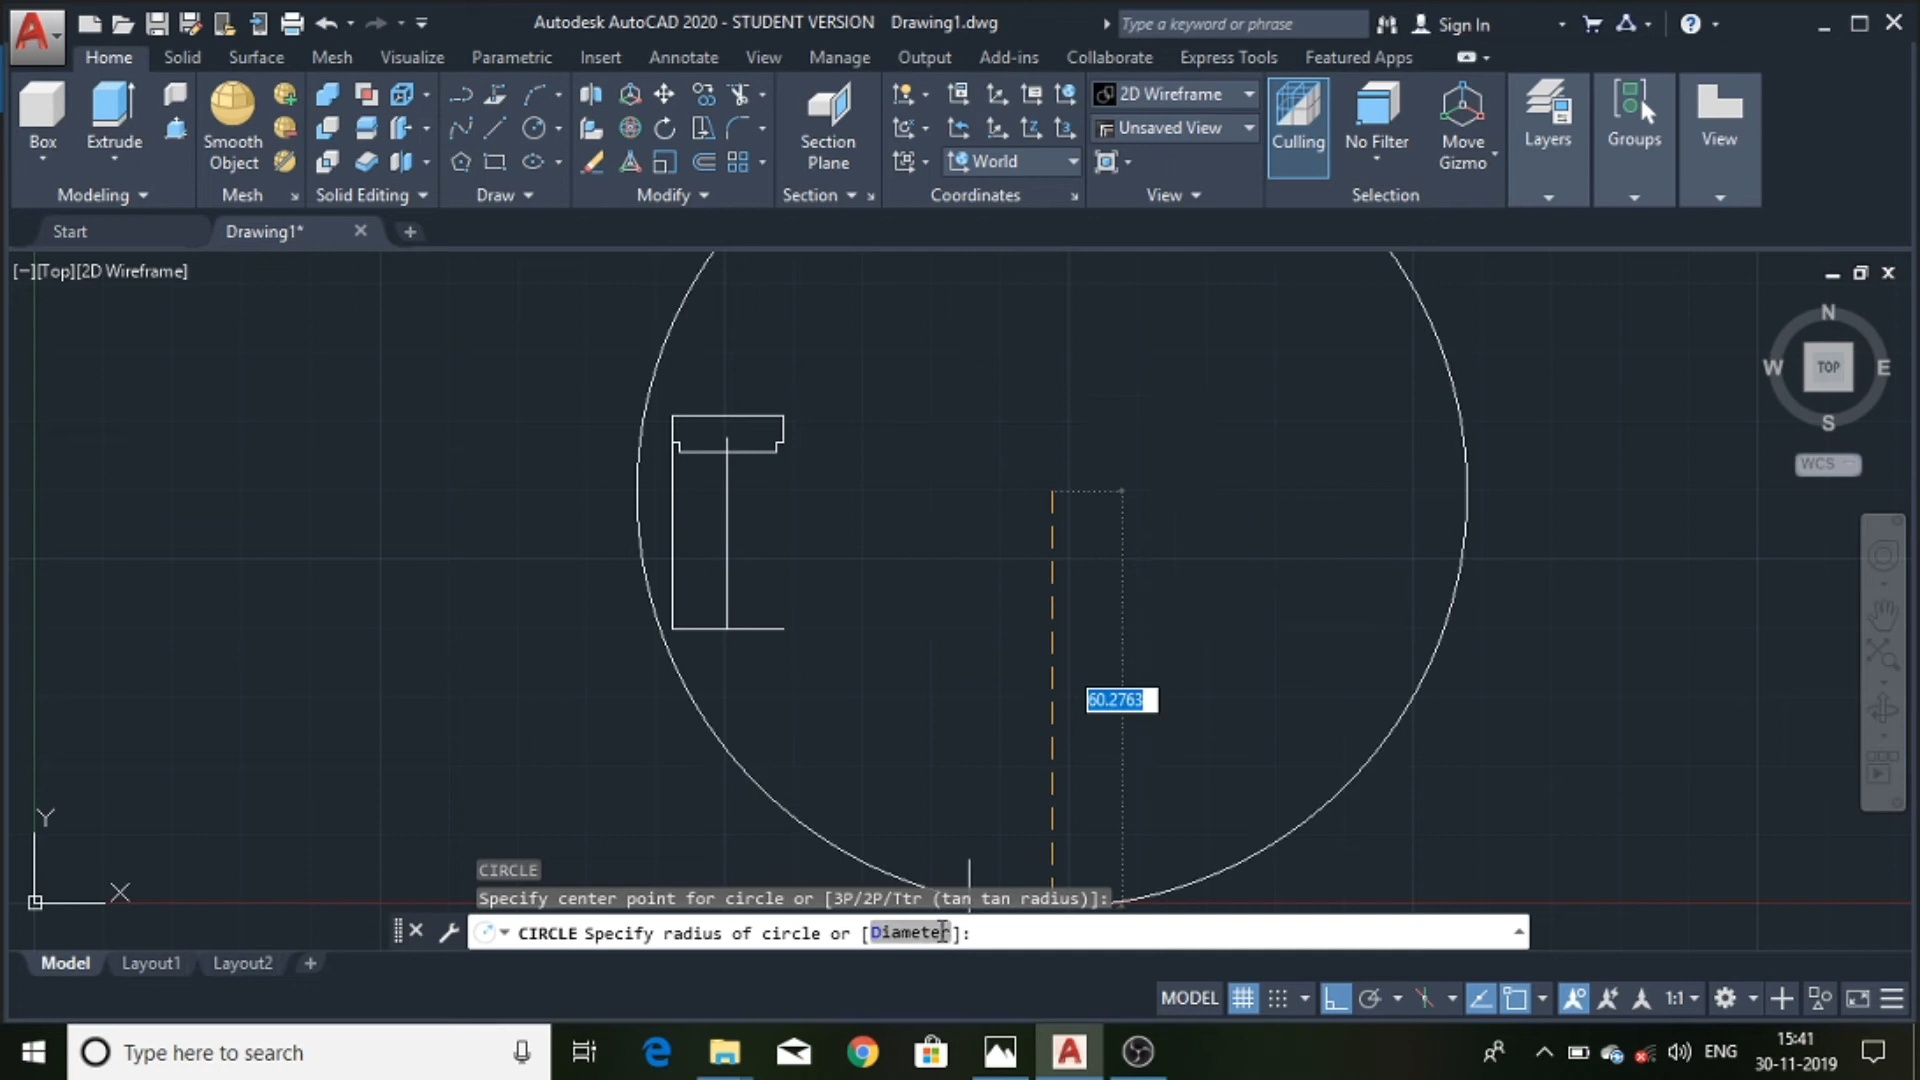 Autodesk AutoCAD 2020 - STUDENT VERSION Drawing1.dwg
Type a keyword or phrase
Sign In
Home Solid Surface Mesh Visualize Parametric Insert Annotate View Manage Output Add-ins Collaborate Express Tools Featured Apps
Box
Extrude
Smooth Object
Section Plane
2D Wireframe
Unsaved View
World
Culling
No Filter
Move Gizmo
Layers
Groups
View
Modeling
Mesh
Solid Editing
Draw
Modify
Section
Coordinates
View
Selection
Start
Drawing1*
[−][Top][2D Wireframe]
N
W
TOP
E
S
WCS
60.2763
Y
X
CIRCLE
Specify center point for circle or [3P/2P/Ttr (tan tan radius)]:
CIRCLE Specify radius of circle or [Diameter]:
Model Layout1 Layout2
MODEL
1:1
Type here to search
ENG
15:41
30-11-2019